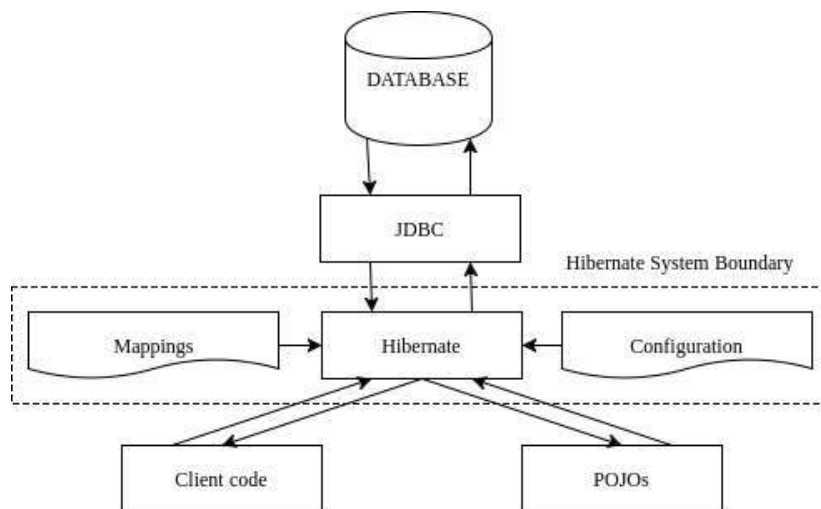 DATABASE
JDBC
Hibernate System Boundary
Mappings
Hibernate
Configuration
Client code
POJOs